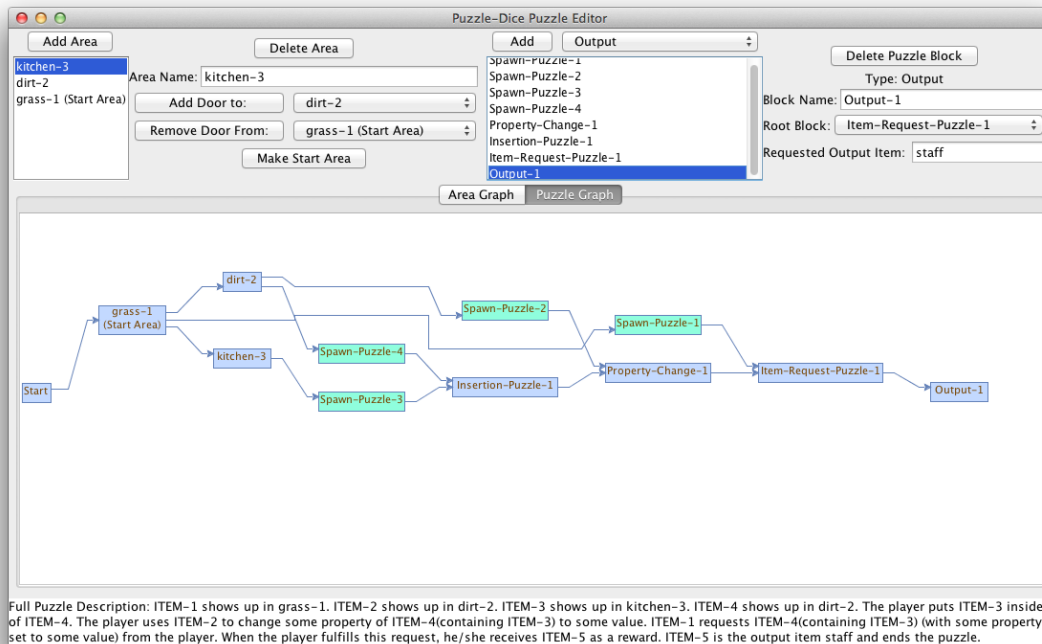 Puzzle-Dice Puzzle Editor
Add Area
kitchen-3
dirt-2
grass-1 (Start Area)
Delete Area
Area Name: kitchen-3
Add Door to: dirt-2
Remove Door From: grass-1 (Start Area)
Make Start Area
Add Output
Spawn-Puzzle-1
Spawn-Puzzle-2
Spawn-Puzzle-3
Spawn-Puzzle-4
Property-Change-1
Insertion-Puzzle-1
Item-Request-Puzzle-1
Output-1
Delete Puzzle Block
Type: Output
Block Name: Output-1
Root Block: Item-Request-Puzzle-1
Requested Output Item: staff
Area Graph Puzzle Graph
Start
grass-1
(Start Area)
dirt-2
kitchen-3
Spawn-Puzzle-4
Spawn-Puzzle-3
Spawn-Puzzle-2
Insertion-Puzzle-1
Spawn-Puzzle-1
Property-Change-1
Item-Request-Puzzle-1
Output-1
Full Puzzle Description: ITEM-1 shows up in grass-1. ITEM-2 shows up in dirt-2. ITEM-3 shows up in kitchen-3. ITEM-4 shows up in dirt-2. The player puts ITEM-3 inside
of ITEM-4. The player uses ITEM-2 to change some property of ITEM-4(containing ITEM-3) to some value. ITEM-1 requests ITEM-4(containing ITEM-3) (with some property
set to some value) from the player. When the player fulfills this request, he/she receives ITEM-5 as a reward. ITEM-5 is the output item staff and ends the puzzle.